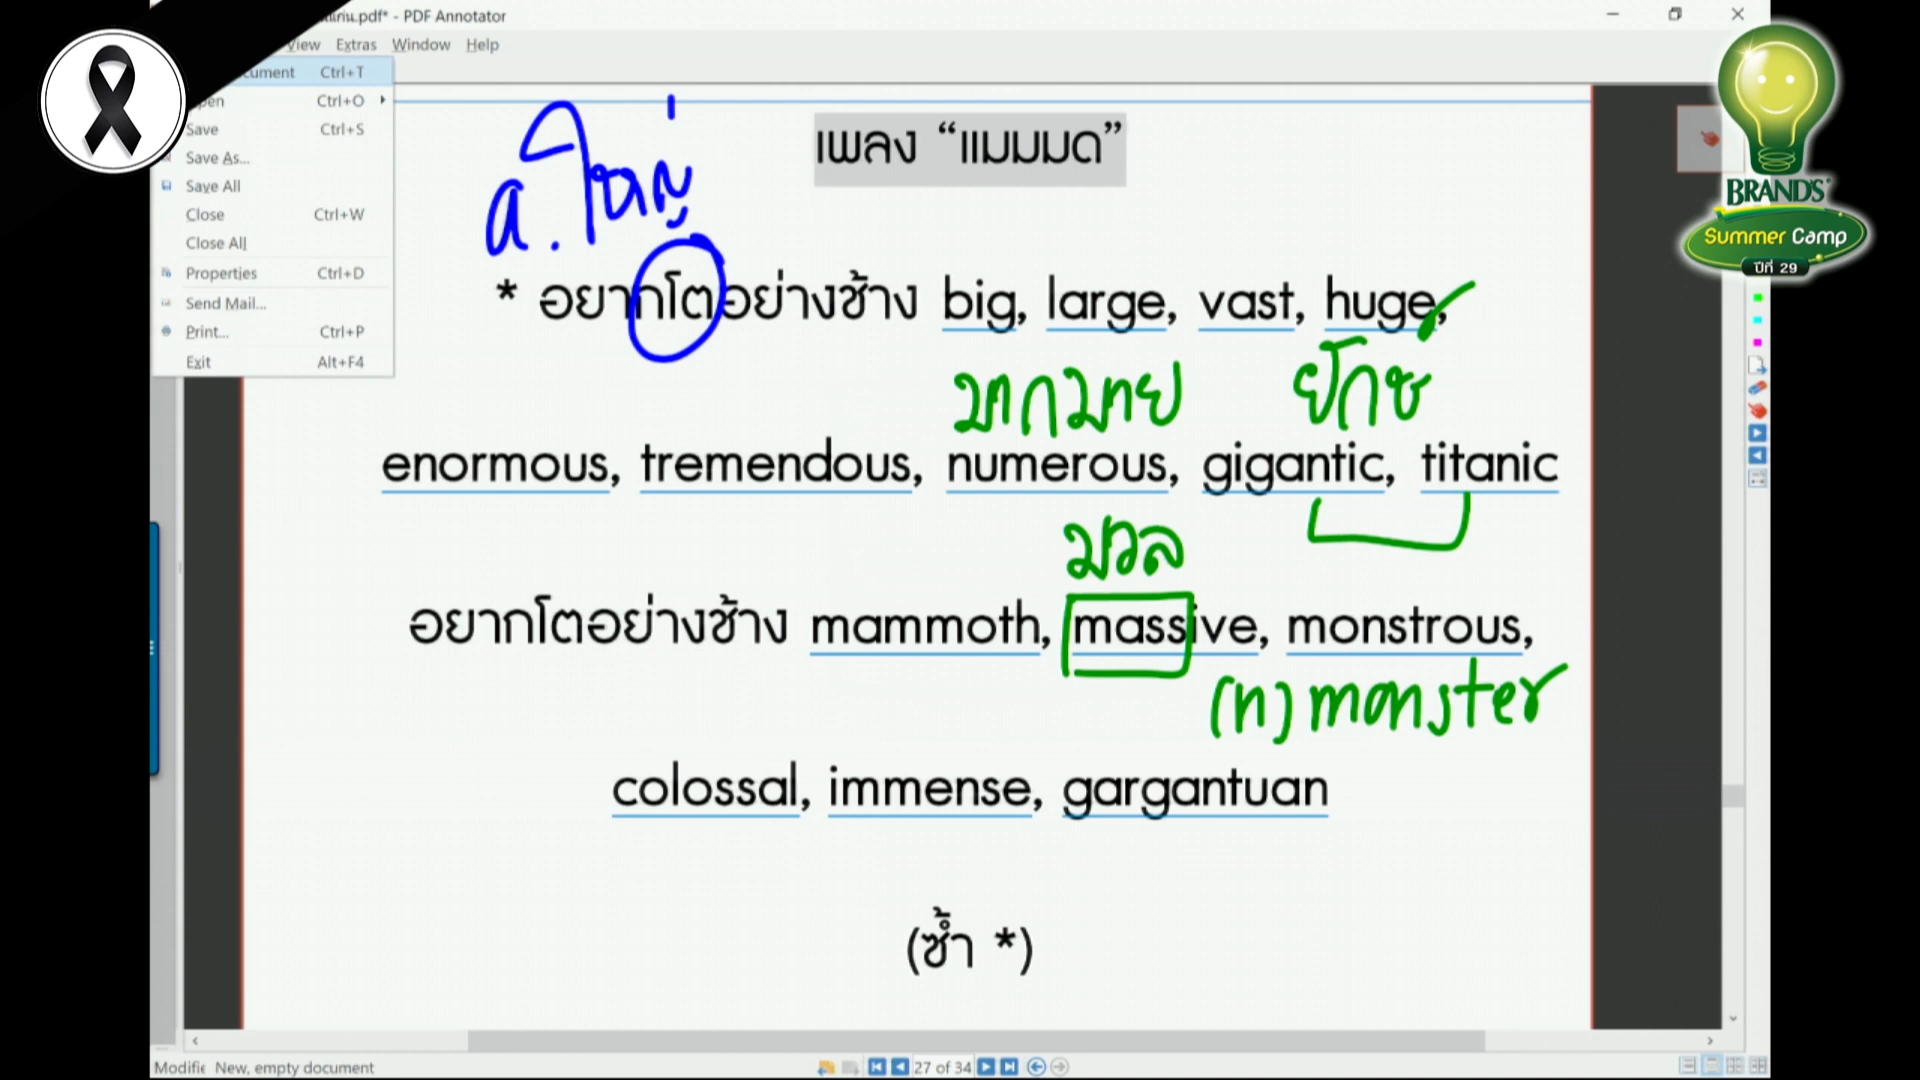 .pdf* - PDF Annotator
View Extras Window Help
Ctrl+T
Ctrl+O
Save Ctrl+S
Save As...
Save All
Close Ctrl+W
Close All
Properties Ctrl+D
Send Mail...
Print... Ctrl+P
Exit Alt+F4
BRAND'S
Summer Camp
ปีที่ 29
เพลง “แมมมด”
a. ใหญ่
* อยากโตอย่างช้าง big, large, vast, huge,
มากมาย ยักษ์
enormous, tremendous, numerous, gigantic, titanic
มวล
อยากโตอย่างช้าง mammoth, massive, monstrous,
(n) monster
colossal, immense, gargantuan
(ซ้ำ *)
New, empty document
27 of 34